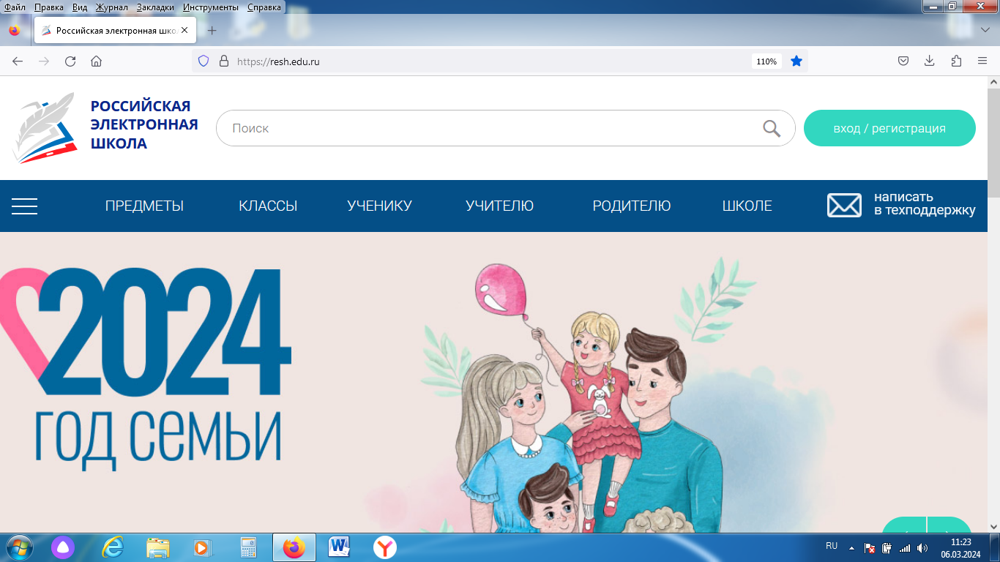 Файл Правка Вид Журнал Закладки Инструменты Справка
Российская электронная шко
https://resh.edu.ru
110%
РОССИЙСКАЯ
ЭЛЕКТРОННАЯ
ШКОЛА
Поиск
вход / регистрация
ПРЕДМЕТЫ КЛАССЫ УЧЕНИКУ УЧИТЕЛЮ РОДИТЕЛЮ ШКОЛЕ
написать
в техподдержку
2024
ГОД СЕМЬИ
RU
11:23
06.03.2024